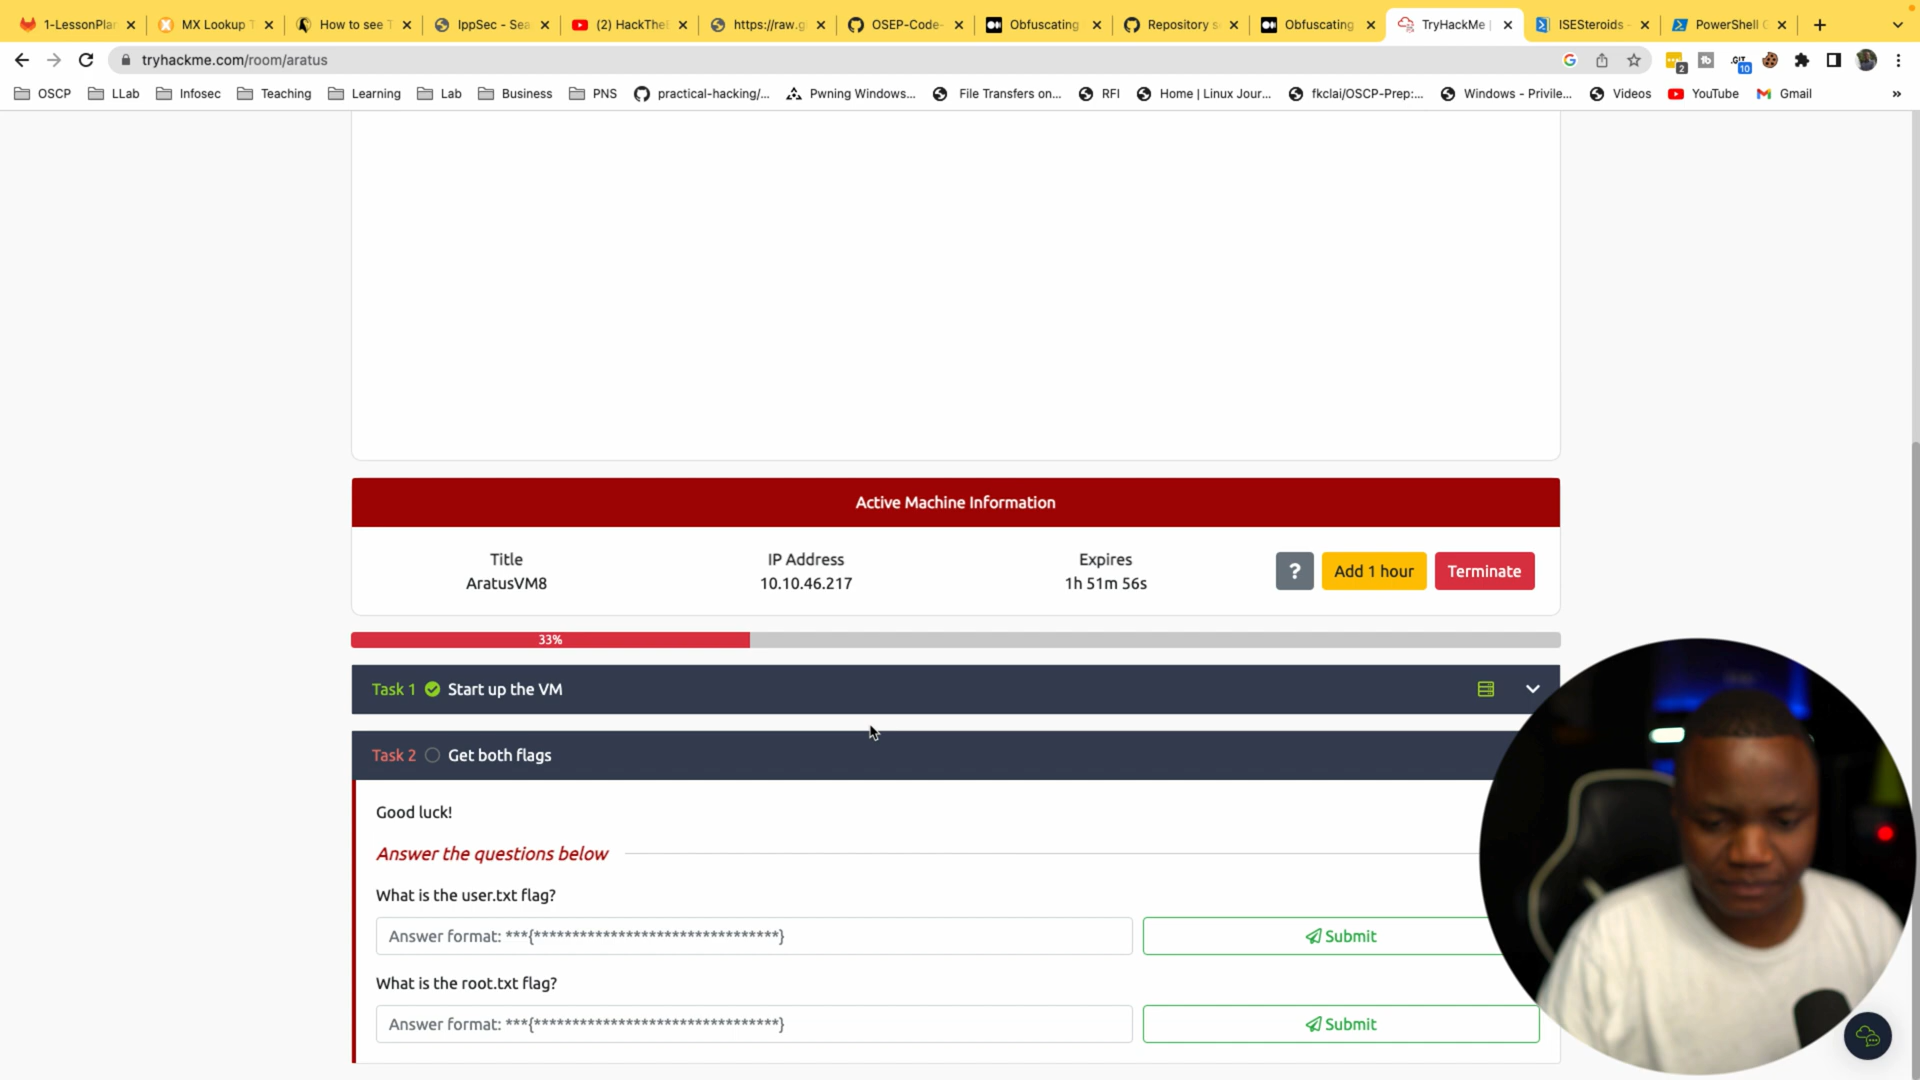 1-LessonPlan
MX Lookup T
How to see T
IppSec - Sea
(2) HackTheB
https://raw.g
OSEP-Code-
Obfuscating
Repository s
Obfuscating
TryHackMe |
ISESteroids -
PowerShell G
tryhackme.com/room/aratus
2
10
OSCP
LLab
Infosec
Teaching
Learning
Lab
Business
PNS
practical-hacking/...
Pwning Windows...
File Transfers on...
RFI
Home | Linux Jour...
fkclai/OSCP-Prep:...
Windows - Privile...
Videos
YouTube
Gmail
»
Active Machine Information
Title
IP Address
Expires
AratusVM8
10.10.46.217
1h 51m 56s
?
Add 1 hour
Terminate
33%
Task 1 Start up the VM
Task 2 Get both flags
Good luck!
Answer the questions below
What is the user.txt flag?
Answer format: ***{********************************}
Submit
What is the root.txt flag?
Answer format: ***{********************************}
Submit